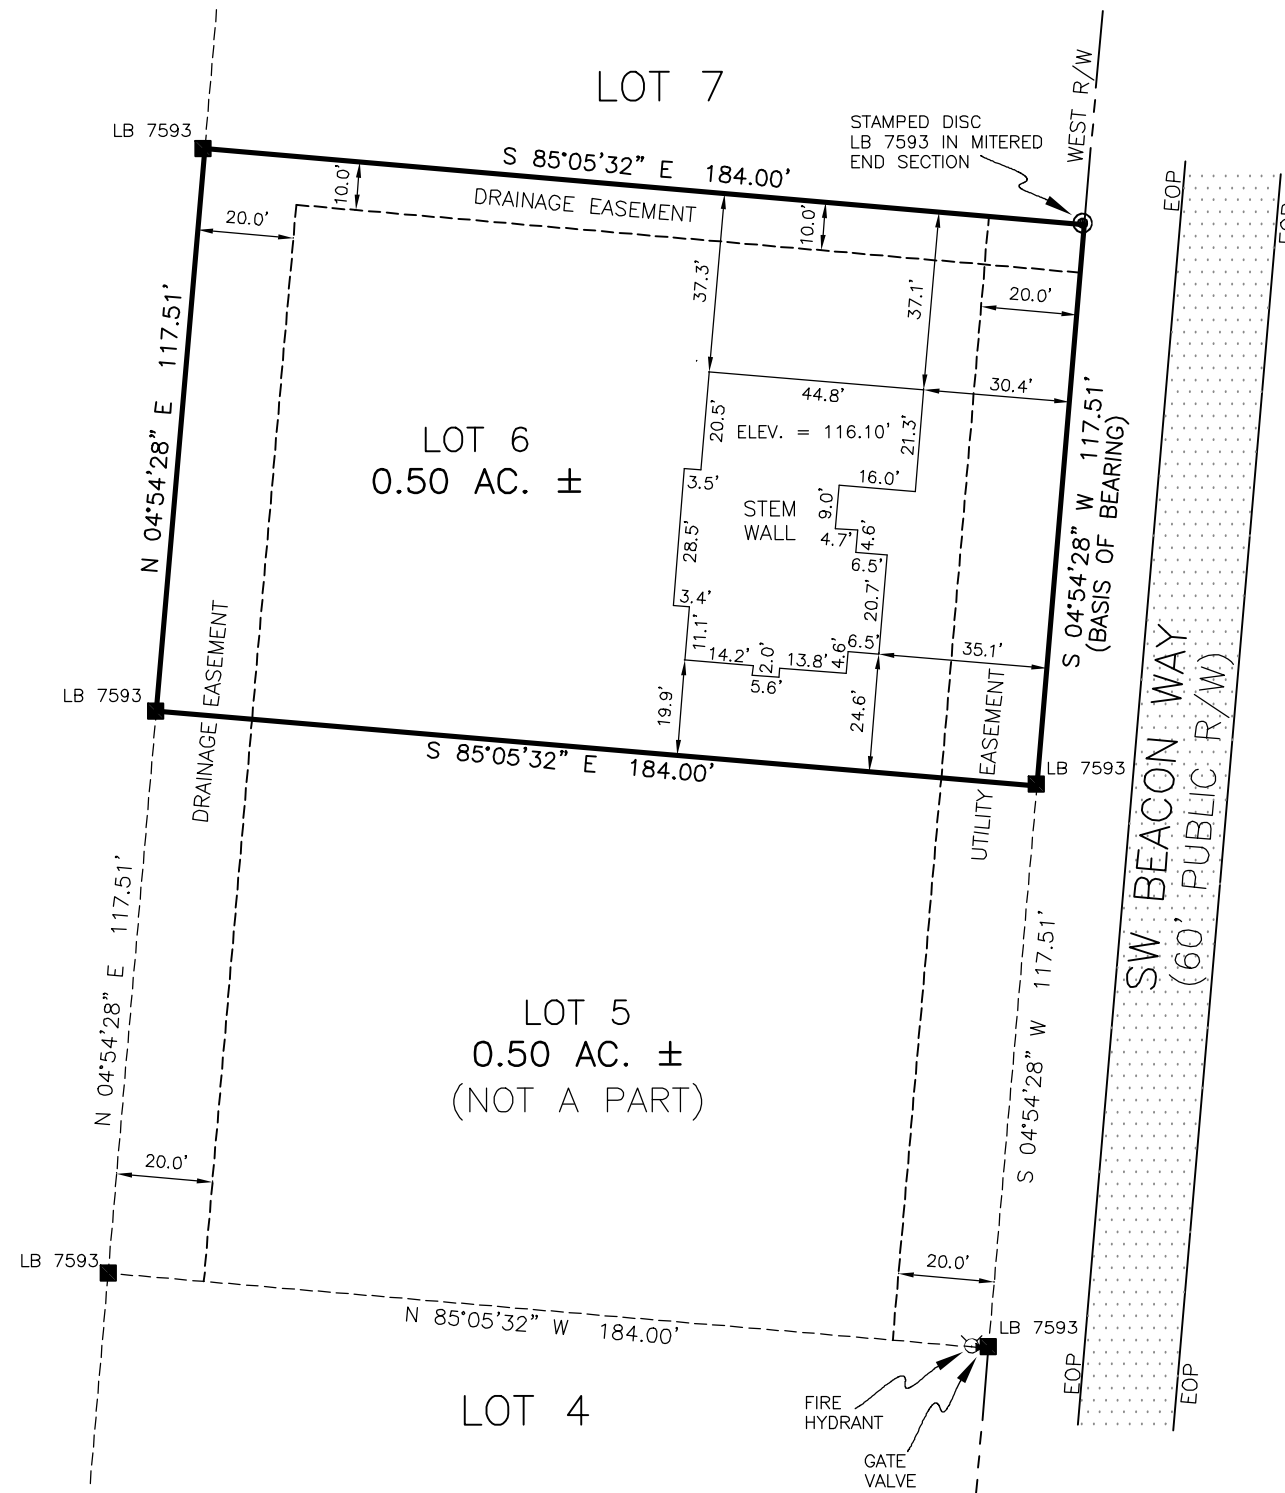 LOT 7
WEST R/W
STAMPED DISC
LB 7593 IN MITERED
END SECTION
LB 7593
S 85°05'32" E 184.00'
DRAINAGE EASEMENT
10.0'
10.0'
20.0'
EOP
EOP
37.3'
37.1'
20.0'
N 04°54'28" E 117.51'
44.8'
30.4'
20.5'
ELEV. = 116.10'
21.3'
LOT 6
0.50 AC. ±
3.5'
16.0'
STEM
WALL
9.0'
4.7'
4.6'
6.5'
28.5'
20.7'
3.4'
11.1'
14.2'
2.0'
5.6'
13.8'
4.6'
6.5'
35.1'
S 04°54'28" W 117.51'
(BASIS OF BEARING)
19.9'
24.6'
DRAINAGE EASEMENT
LB 7593
S 85°05'32" E 184.00'
UTILITY EASEMENT
LB 7593
SW BEACON WAY
(60' PUBLIC R/W)
N 04°54'28" E 117.51'
S 04°54'28" W 117.51'
LOT 5
0.50 AC. ±
(NOT A PART)
20.0'
20.0'
LB 7593
N 85°05'32" W 184.00'
LB 7593
EOP
EOP
LOT 4
FIRE
HYDRANT
GATE
VALVE